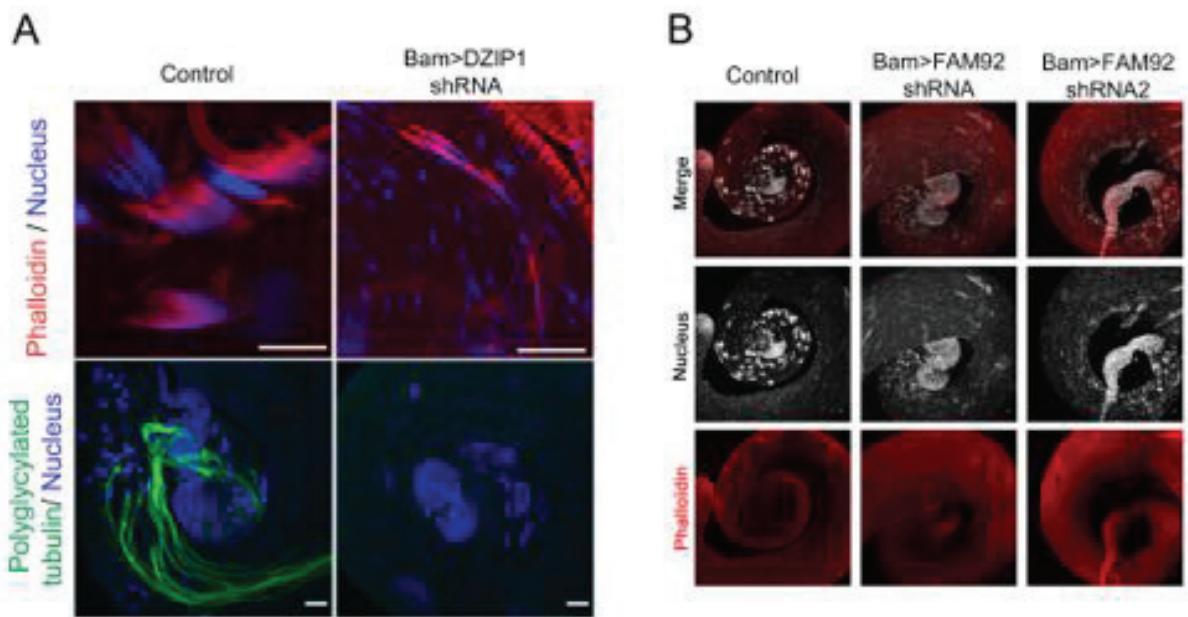 A
Control
Bam>DZIP1
shRNA
Phalloidin / Nucleus
Polyglycylated
tubulin/ Nucleus
B
Control
Bam>FAM92
shRNA
Bam>FAM92
shRNA2
Merge
Nucleus
Phalloidin